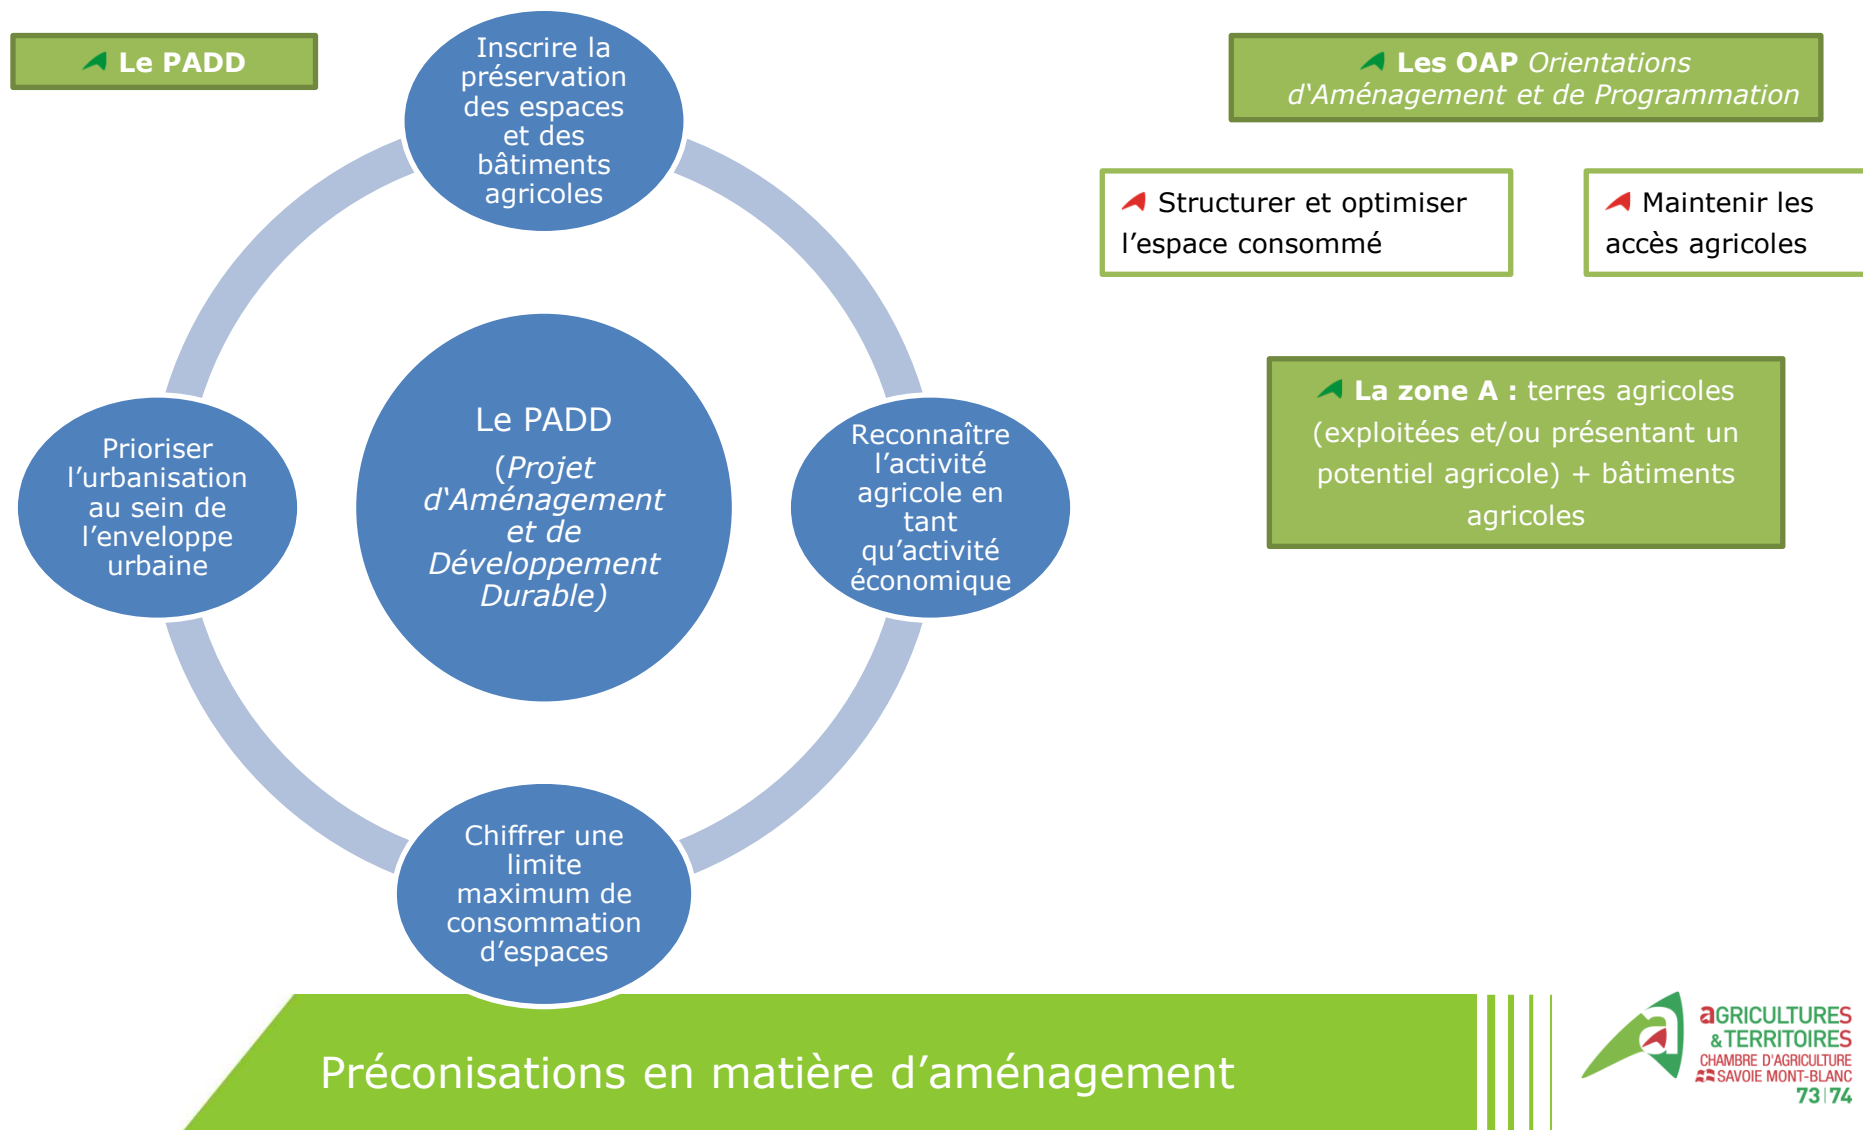 Le PADD
Inscrire la
préservation
des espaces
et des
bâtiments
agricoles
Prioriser
l’urbanisation
au sein de
l’enveloppe
urbaine
Le PADD
(Projet
d‘Aménagement
et de
Développement
Durable)
Reconnaître
l’activité
agricole en
tant
qu’activité
économique
Chiffrer une
limite
maximum de
consommation
d’espaces
Les OAP Orientations
d‘Aménagement et de Programmation
Structurer et optimiser
l’espace consommé
Maintenir les
accès agricoles
La zone A : terres agricoles
(exploitées et/ou présentant un
potentiel agricole) + bâtiments
agricoles
Préconisations en matière d’aménagement
aGRICULTURES
& TERRITOIRES
CHAMBRE D'AGRICULTURE
SAVOIE MONT-BLANC
73|74